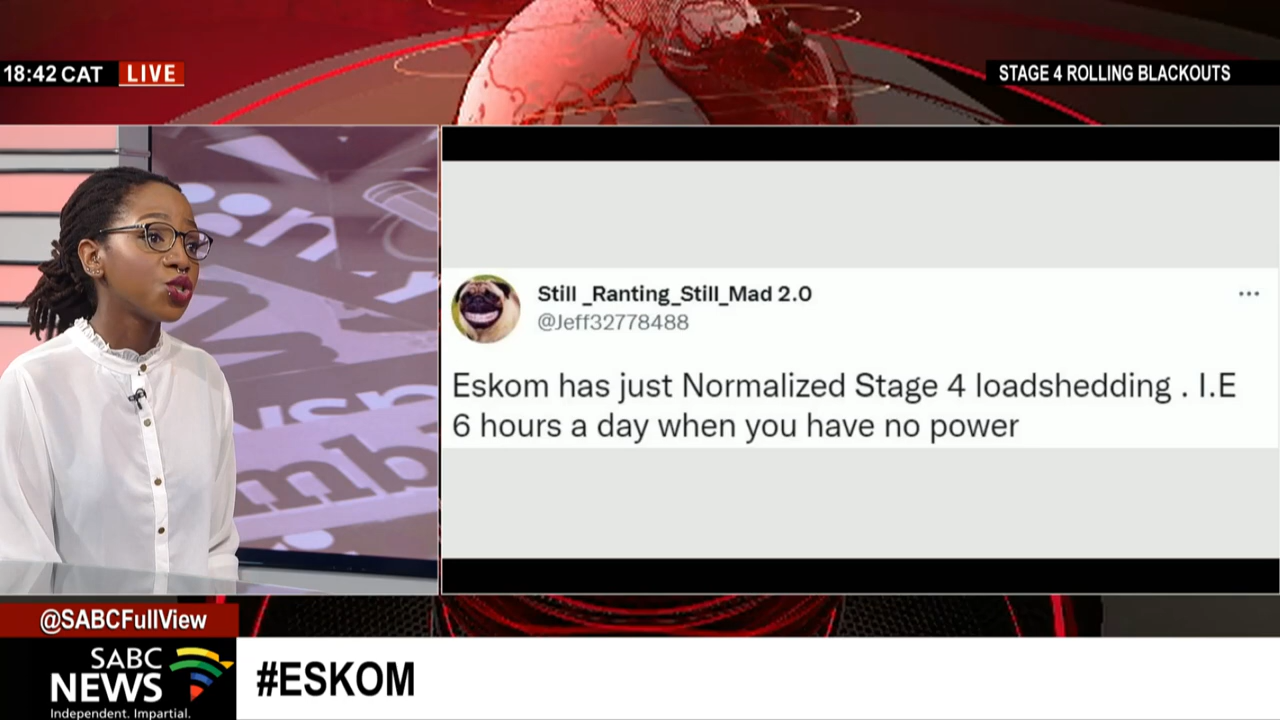 18:42 CAT LIVE
STAGE 4 ROLLING BLACKOUTS
Still _Ranting_Still_Mad 2.0
@Jeff32778488
Eskom has just Normalized Stage 4 loadshedding . I.E
6 hours a day when you have no power
@SABCFullView
SABC
NEWS
Independent. Impartial.
#ESKOM